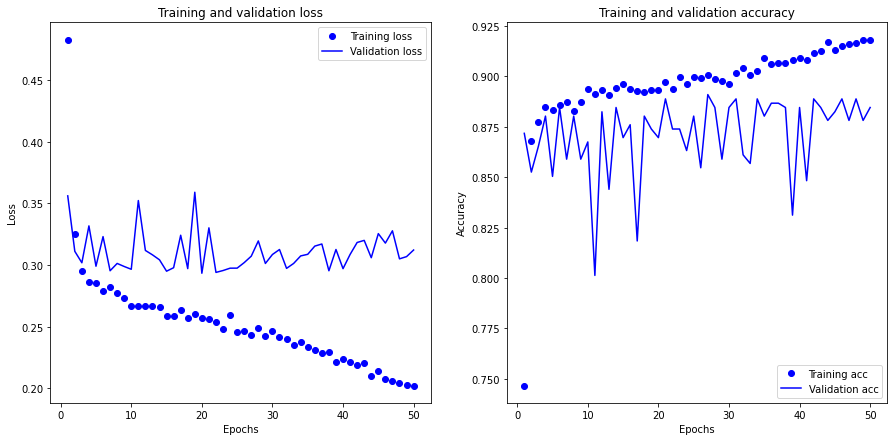 Training and validation loss
Training loss
Validation loss
0.45
0.40
0.35
0.30
0.25
0.20
Loss
0 10 20 30 40 50
Epochs
Training and validation accuracy
0.925
0.900
0.875
0.850
0.825
0.800
0.775
0.750
Accuracy
Training acc
Validation acc
0 10 20 30 40 50
Epochs